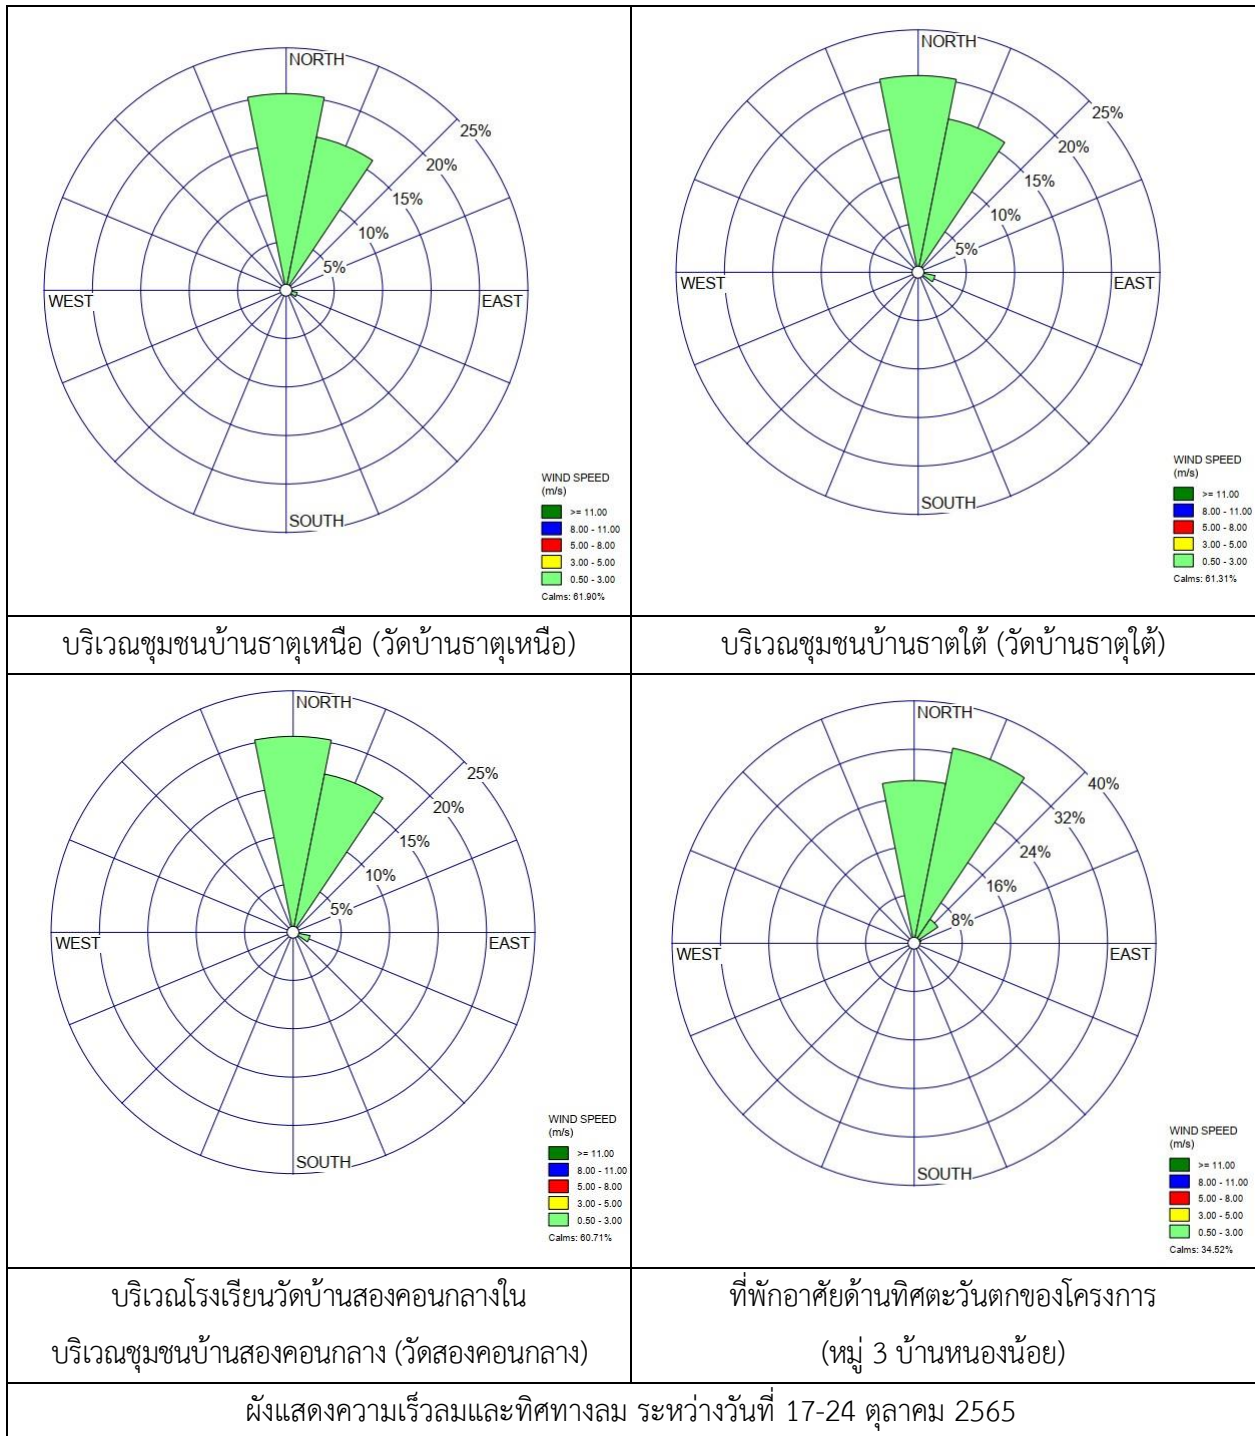 NORTH
25%
20%
15%
10%
5%
WEST
EAST
SOUTH
WIND SPEED
(m/s)
>= 11.00
8.00 - 11.00
5.00 - 8.00
3.00 - 5.00
0.50 - 3.00
Calms: 61.90%
บริเวณชุมชนบ้านธาตุเหนือ (วัดบ้านธาตุเหนือ)
NORTH
25%
20%
15%
10%
5%
WEST
EAST
SOUTH
WIND SPEED
(m/s)
>= 11.00
8.00 - 11.00
5.00 - 8.00
3.00 - 5.00
0.50 - 3.00
Calms: 61.31%
บริเวณชุมชนบ้านธาตใต้ (วัดบ้านธาตุใต้)
NORTH
25%
20%
15%
10%
5%
WEST
EAST
SOUTH
WIND SPEED
(m/s)
>= 11.00
8.00 - 11.00
5.00 - 8.00
3.00 - 5.00
0.50 - 3.00
Calms: 60.71%
บริเวณโรงเรียนวัดบ้านสองคอนกลางใน
บริเวณชุมชนบ้านสองคอนกลาง (วัดสองคอนกลาง)
NORTH
40%
32%
24%
16%
8%
WEST
EAST
SOUTH
WIND SPEED
(m/s)
>= 11.00
8.00 - 11.00
5.00 - 8.00
3.00 - 5.00
0.50 - 3.00
Calms: 34.52%
ที่พักอาศัยด้านทิศตะวันตกของโครงการ
(หมู่ 3 บ้านหนองน้อย)
ผังแสดงความเร็วลมและทิศทางลม ระหว่างวันที่ 17-24 ตุลาคม 2565